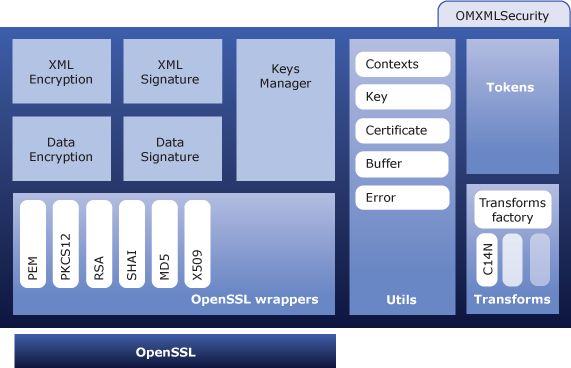 OMXMLSecurity
XML
Encryption
XML
Signature
Keys
Manager
Data
Encryption
Data
Signature
PEM
PKCS12
RSA
SHAI
MD5
X509
OpenSSL wrappers
Contexts
Key
Certificate
Buffer
Error
Utils
Tokens
Transforms
factory
C14N
Transforms
OpenSSL